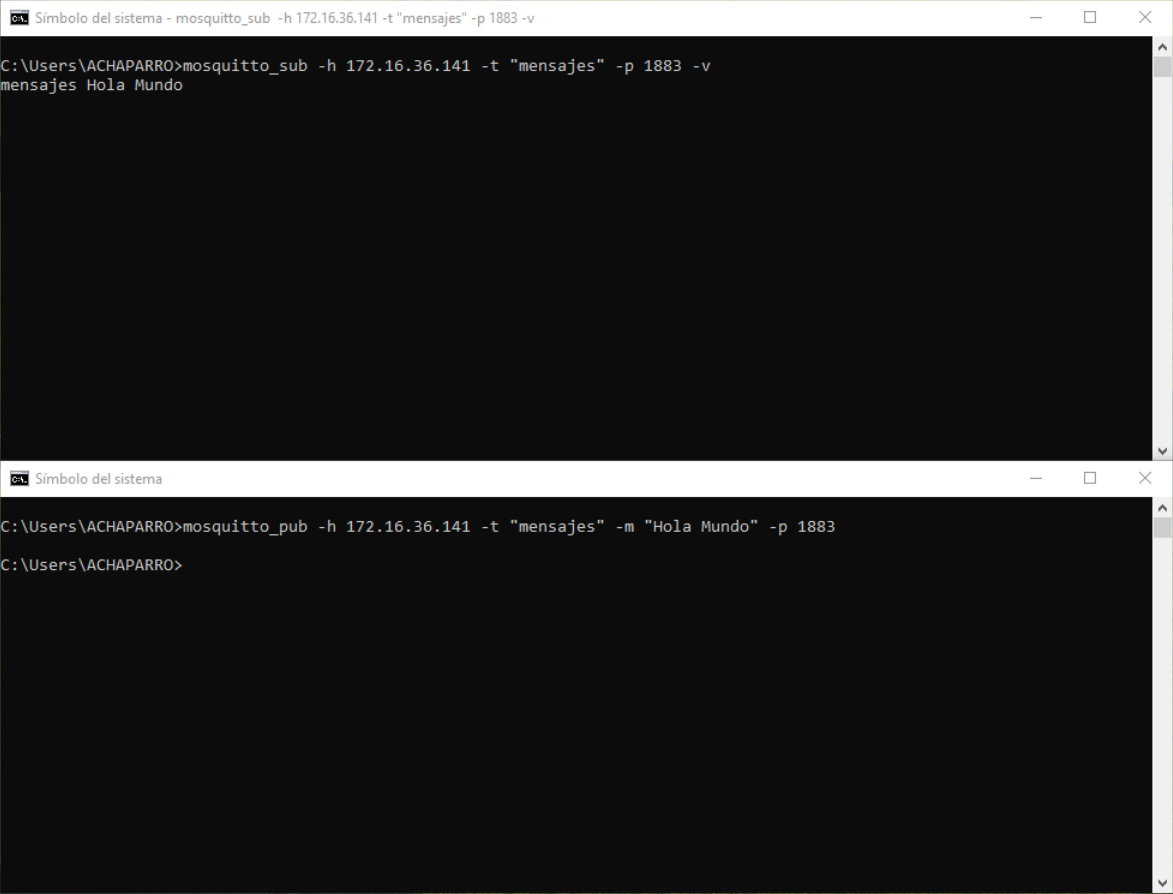 Símbolo del sistema - mosquitto_sub  -h 172.16.36.141 -t "mensajes" -p 1883 -v
C:\Users\ACHAPARRO>mosquitto_sub -h 172.16.36.141 -t "mensajes" -p 1883 -v
mensajes Hola Mundo
Símbolo del sistema
C:\Users\ACHAPARRO>mosquitto_pub -h 172.16.36.141 -t "mensajes" -m "Hola Mundo" -p 1883
C:\Users\ACHAPARRO>